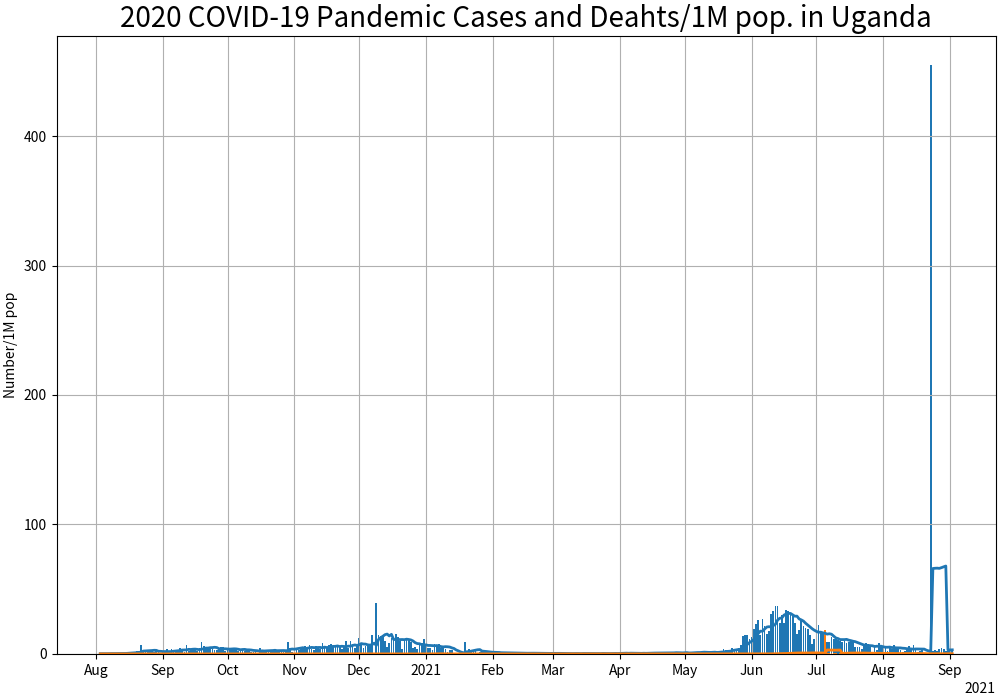 2020 COVID-19 Pandemic Cases and Deahts/1M pop. in Uganda
Number/1M pop
400
300
200
100
0
Aug Sep Oct Nov Dec 2021 Feb Mar Apr May Jun Jul Aug Sep
2021